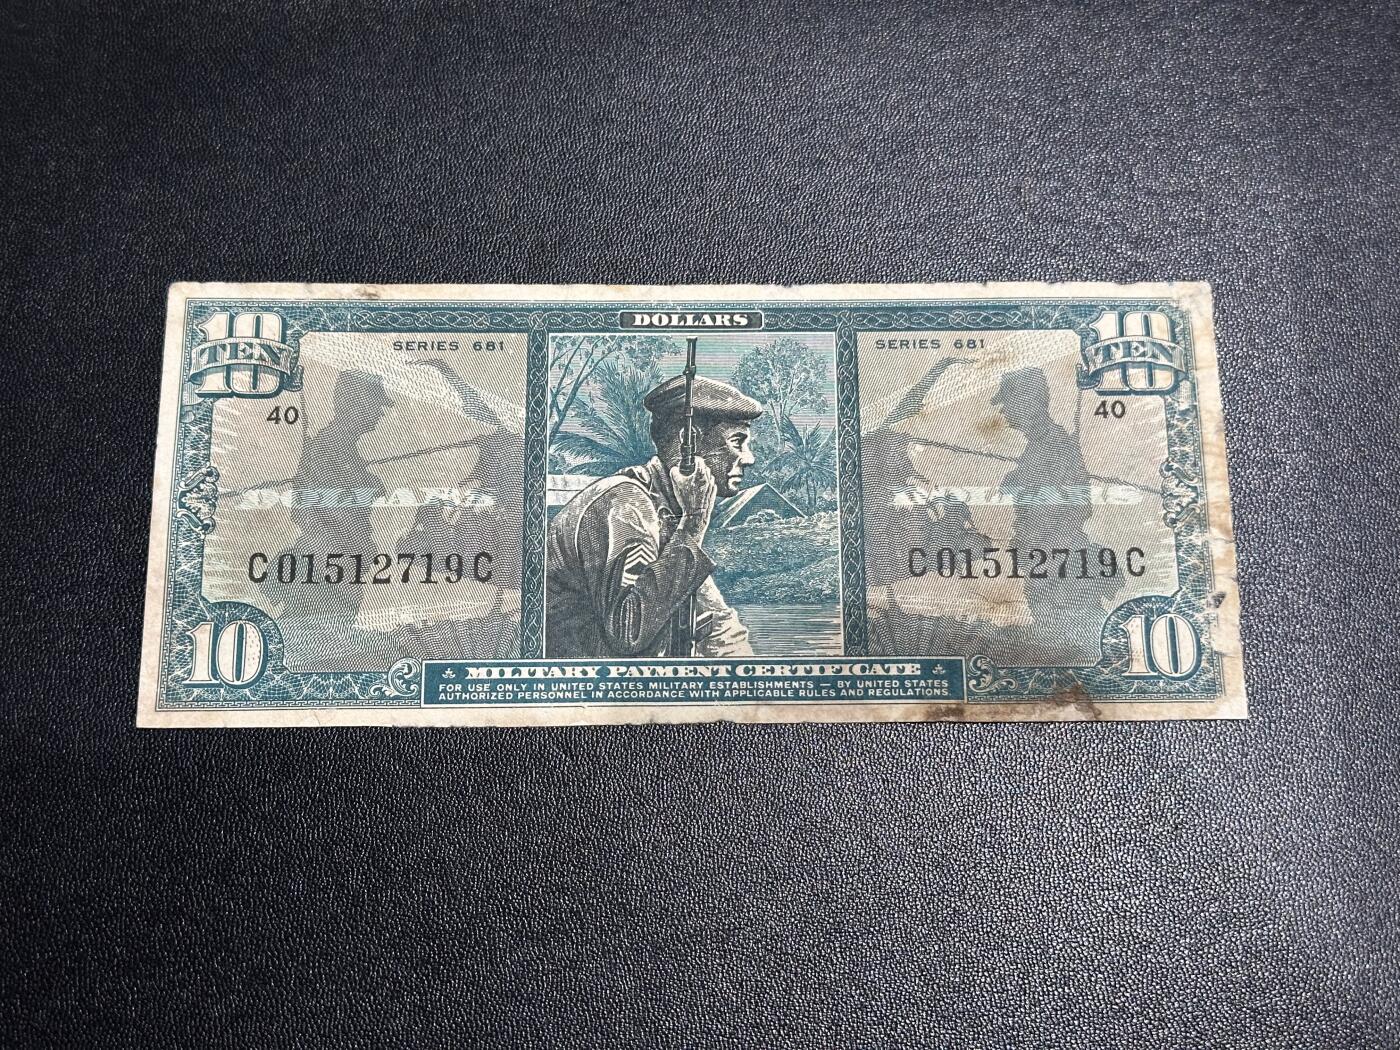 DOLLARS
10 TEN
SERIES 681
SERIES 681
10 TEN
40
40
C01512719C
C01512719C
10
10
MILITARY PAYMENT CERTIFICATE
FOR USE ONLY IN UNITED STATES MILITARY ESTABLISHMENTS — BY UNITED STATES
AUTHORIZED PERSONNEL IN ACCORDANCE WITH APPLICABLE RULES AND REGULATIONS.